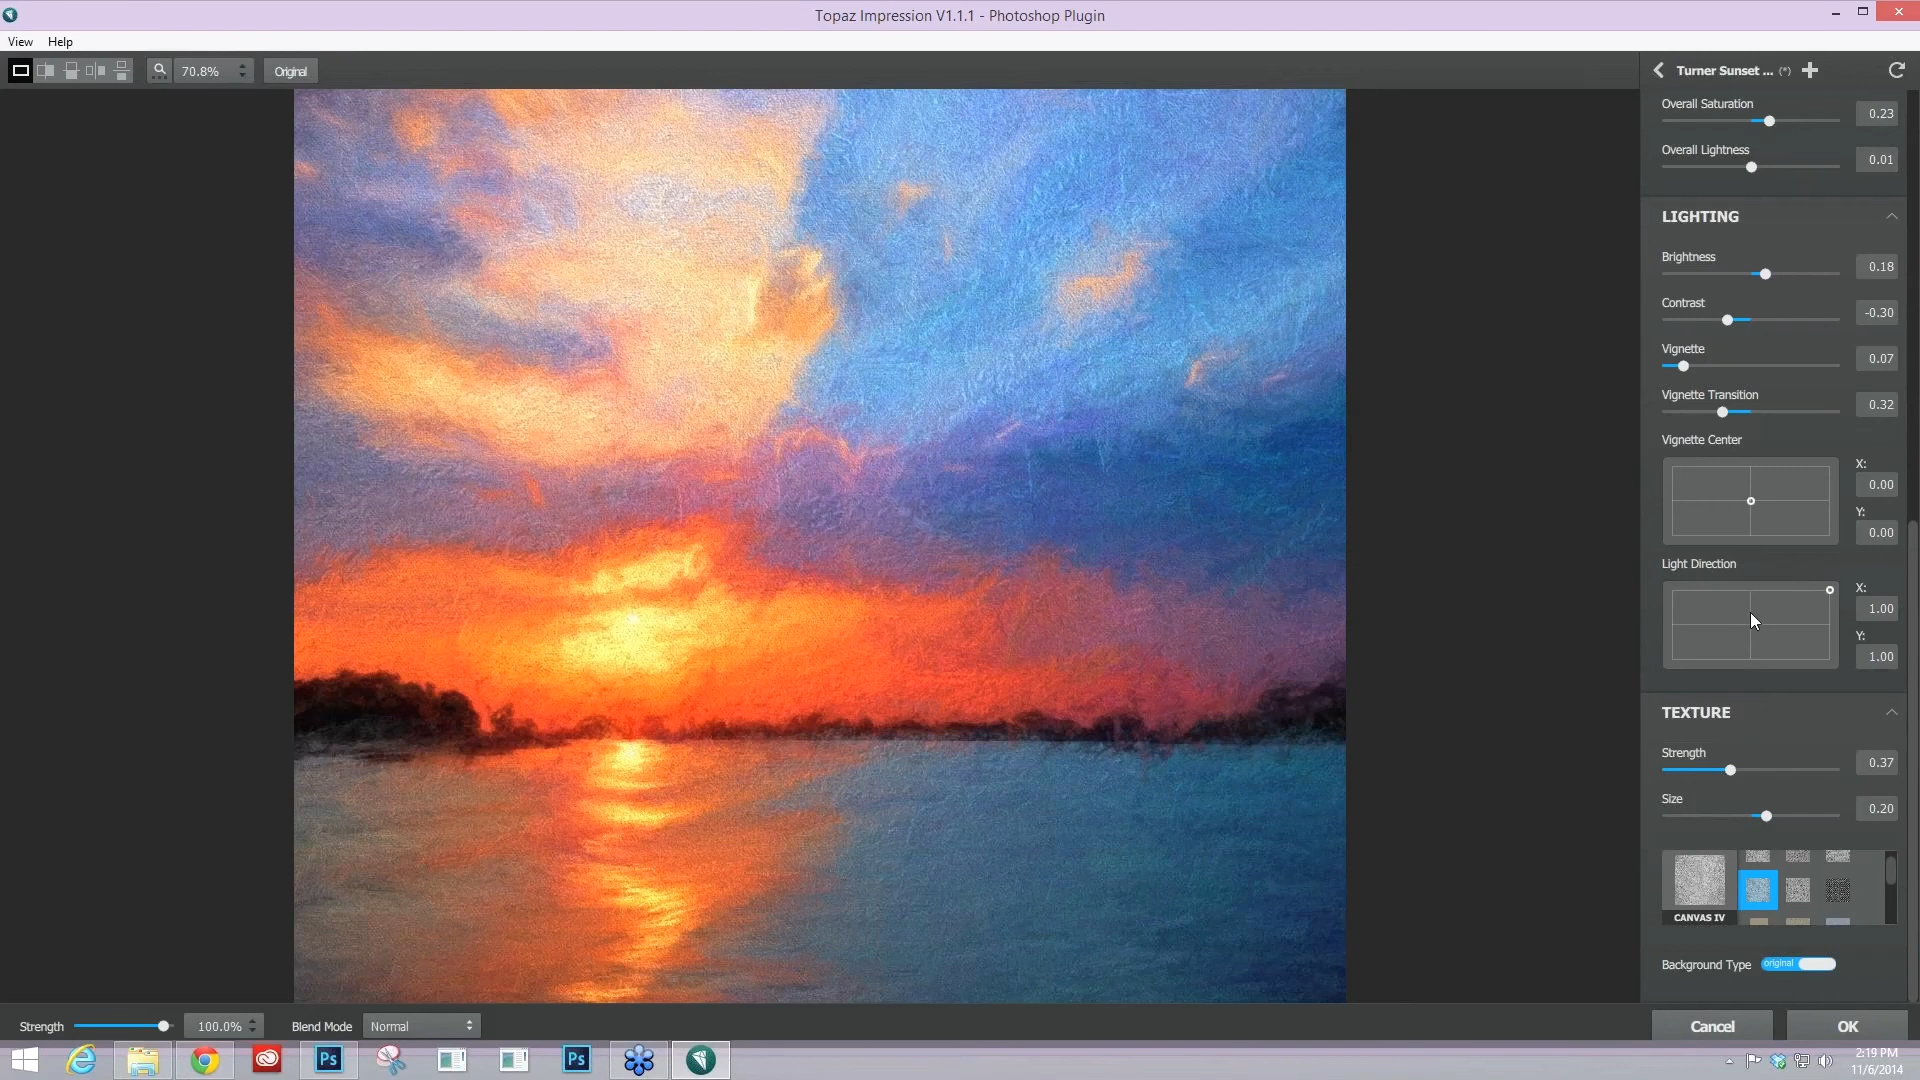 Topaz Impression V1.1.1 - Photoshop Plugin
View Help
70.8% Original
Turner Sunset ... (*)
Overall Saturation
0.23
Overall Lightness
0.01
LIGHTING
Brightness
0.18
Contrast
-0.30
Vignette
0.07
Vignette Transition
0.32
Vignette Center
X:
0.00
Y:
0.00
Light Direction
X:
1.00
Y:
1.00
TEXTURE
Strength
0.37
Size
0.20
CANVAS IV
Background Type original
Strength 100.0% Blend Mode Normal
Cancel OK
Ps
Ps
2:19 PM
11/6/2014